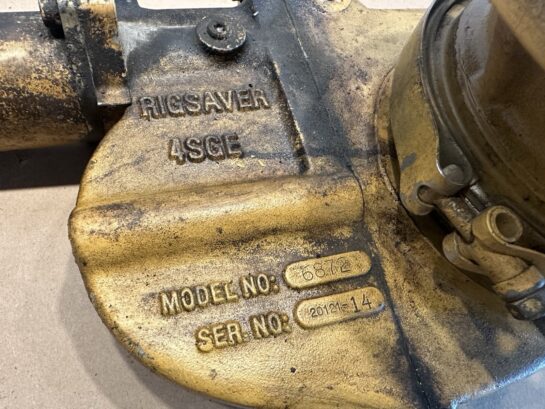 RIGSAVER
4SGE
MODEL NO: 6872
SER. NO: 20121-14